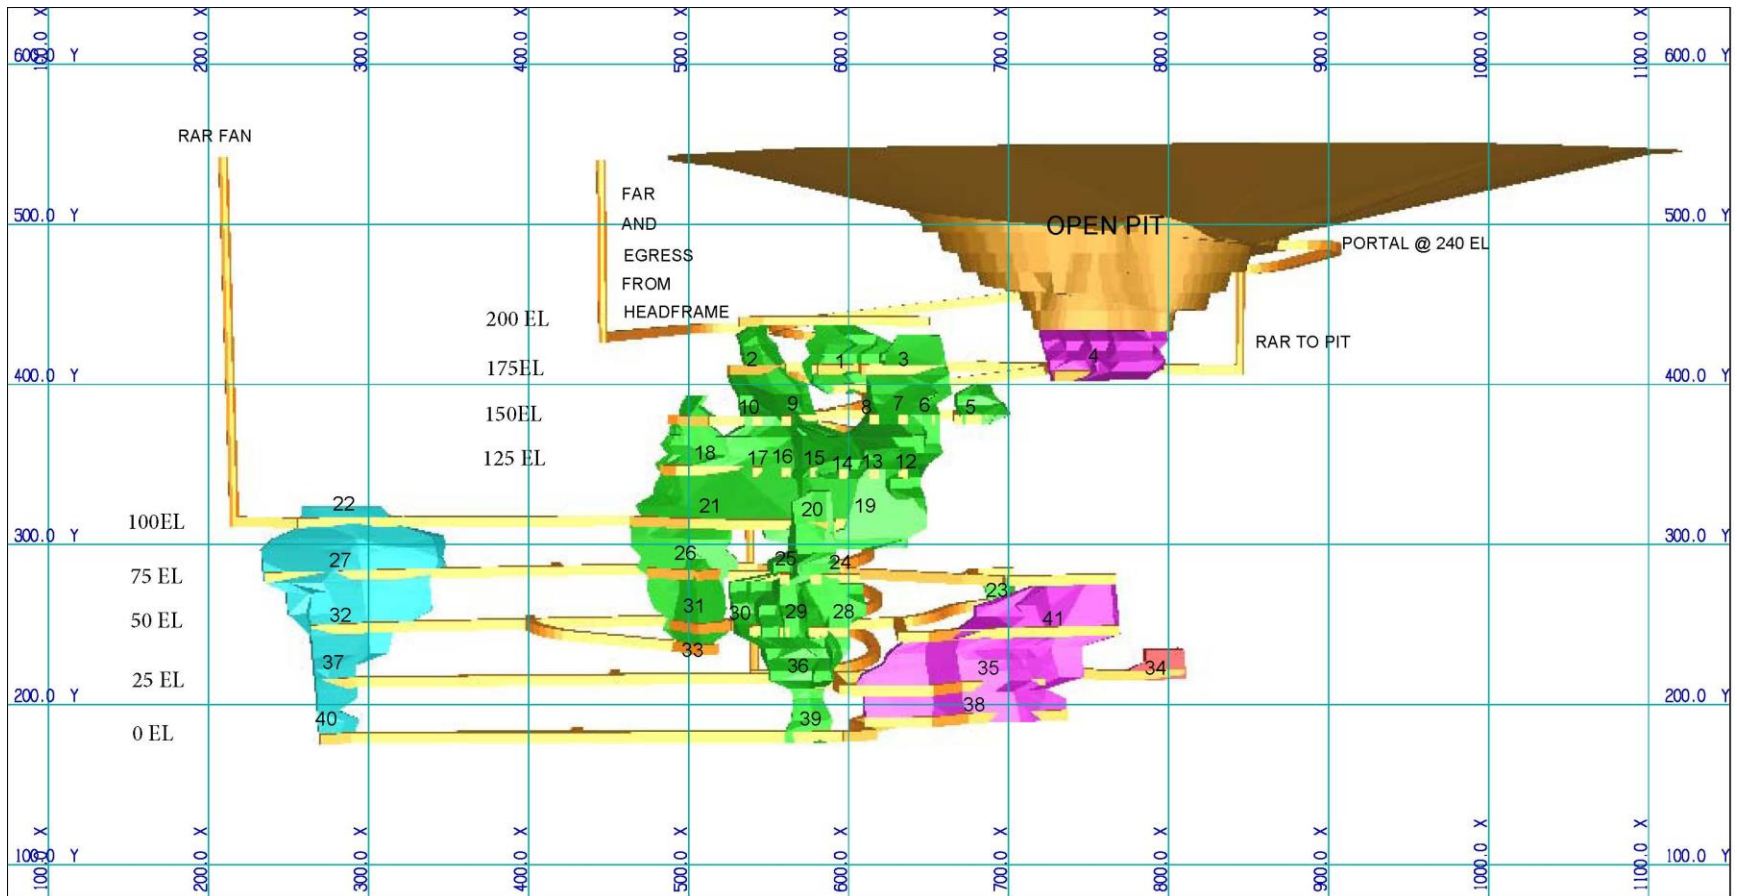 100.0 X
200.0 X
300.0 X
400.0 X
500.0 X
600.0 X
700.0 X
800.0 X
900.0 X
1000.0 X
1100.0 X
600.0 Y
600.0 Y
RAR FAN
FAR
AND
EGRESS
FROM
HEADFRAME
500.0 Y
OPEN PIT
500.0 Y
PORTAL @ 240 EL
200 EL
RAR TO PIT
2
1
3
4
175EL
400.0 Y
400.0 Y
150EL
10
9
8
7
6
5
125 EL
18
17
16
15
14
13
12
22
21
20
19
100EL
300.0 Y
300.0 Y
27
26
25
24
75 EL
23
32
31
30
29
28
41
50 EL
33
37
36
35
34
25 EL
200.0 Y
200.0 Y
40
39
38
0 EL
100.0 Y
100.0 Y
100.0 X
200.0 X
300.0 X
400.0 X
500.0 X
600.0 X
700.0 X
800.0 X
900.0 X
1000.0 X
1100.0 X